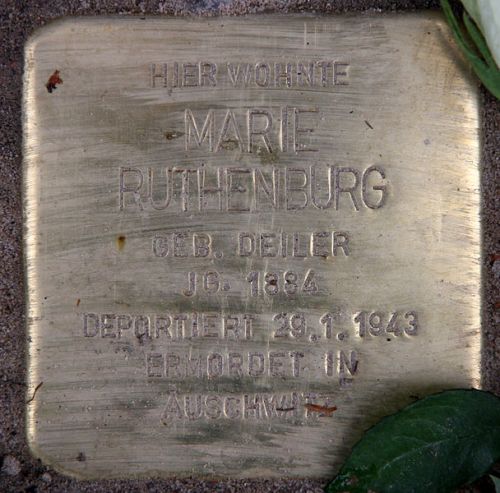 HIER WOHNTE
MARIE
RUTHENBURG
GEB. DEILER
JG. 1884
DEPORTIERT 29.1.1943
ERMORDET IN
AUSCHWITZ